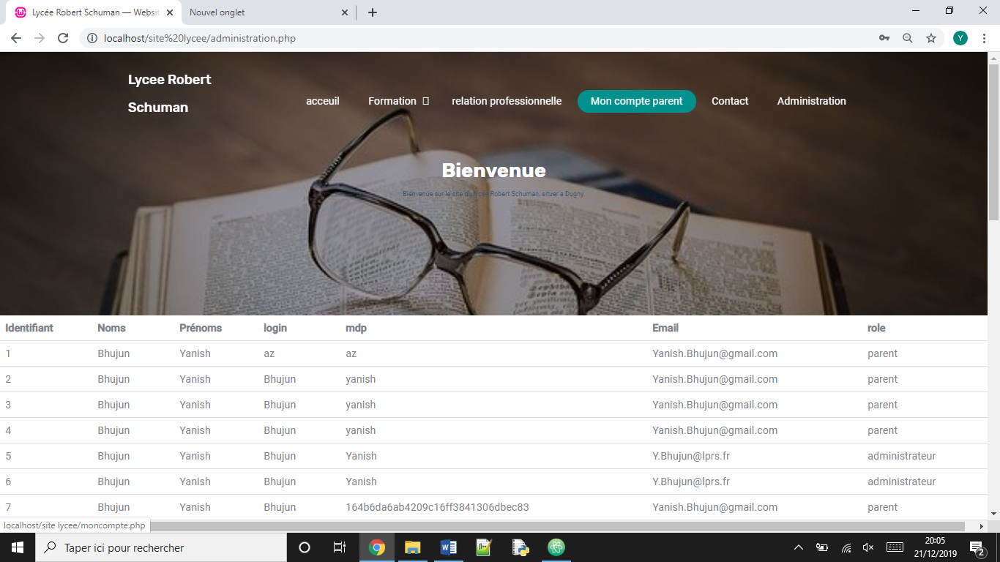 Lycée Robert Schuman — Websit
Nouvel onglet
localhost/site%20lycee/administration.php
Y
Lycee Robert
Schuman
acceuil Formation relation professionnelle Mon compte parent Contact Administration
Bienvenue
Bienvenue sur le site du lycee Robert Schuman, situer a Dugny.
Identifiant Noms Prénoms login mdp Email role
1 Bhujun Yanish az az Yanish.Bhujun@gmail.com parent
2 Bhujun Yanish Bhujun yanish Yanish.Bhujun@gmail.com parent
3 Bhujun Yanish Bhujun yanish Yanish.Bhujun@gmail.com parent
4 Bhujun Yanish Bhujun yanish Yanish.Bhujun@gmail.com parent
5 Bhujun Yanish Bhujun Yanish Y.Bhujun@lprs.fr administrateur
6 Bhujun Yanish Bhujun Yanish Y.Bhujun@lprs.fr administrateur
7 Bhujun Yanish Bhujun 164b6da6ab4209c16ff3841306dbec83 Yanish.Bhujun@gmail.com parent
localhost/site lycee/moncompte.php
Taper ici pour rechercher
20:05
21/12/2019
2